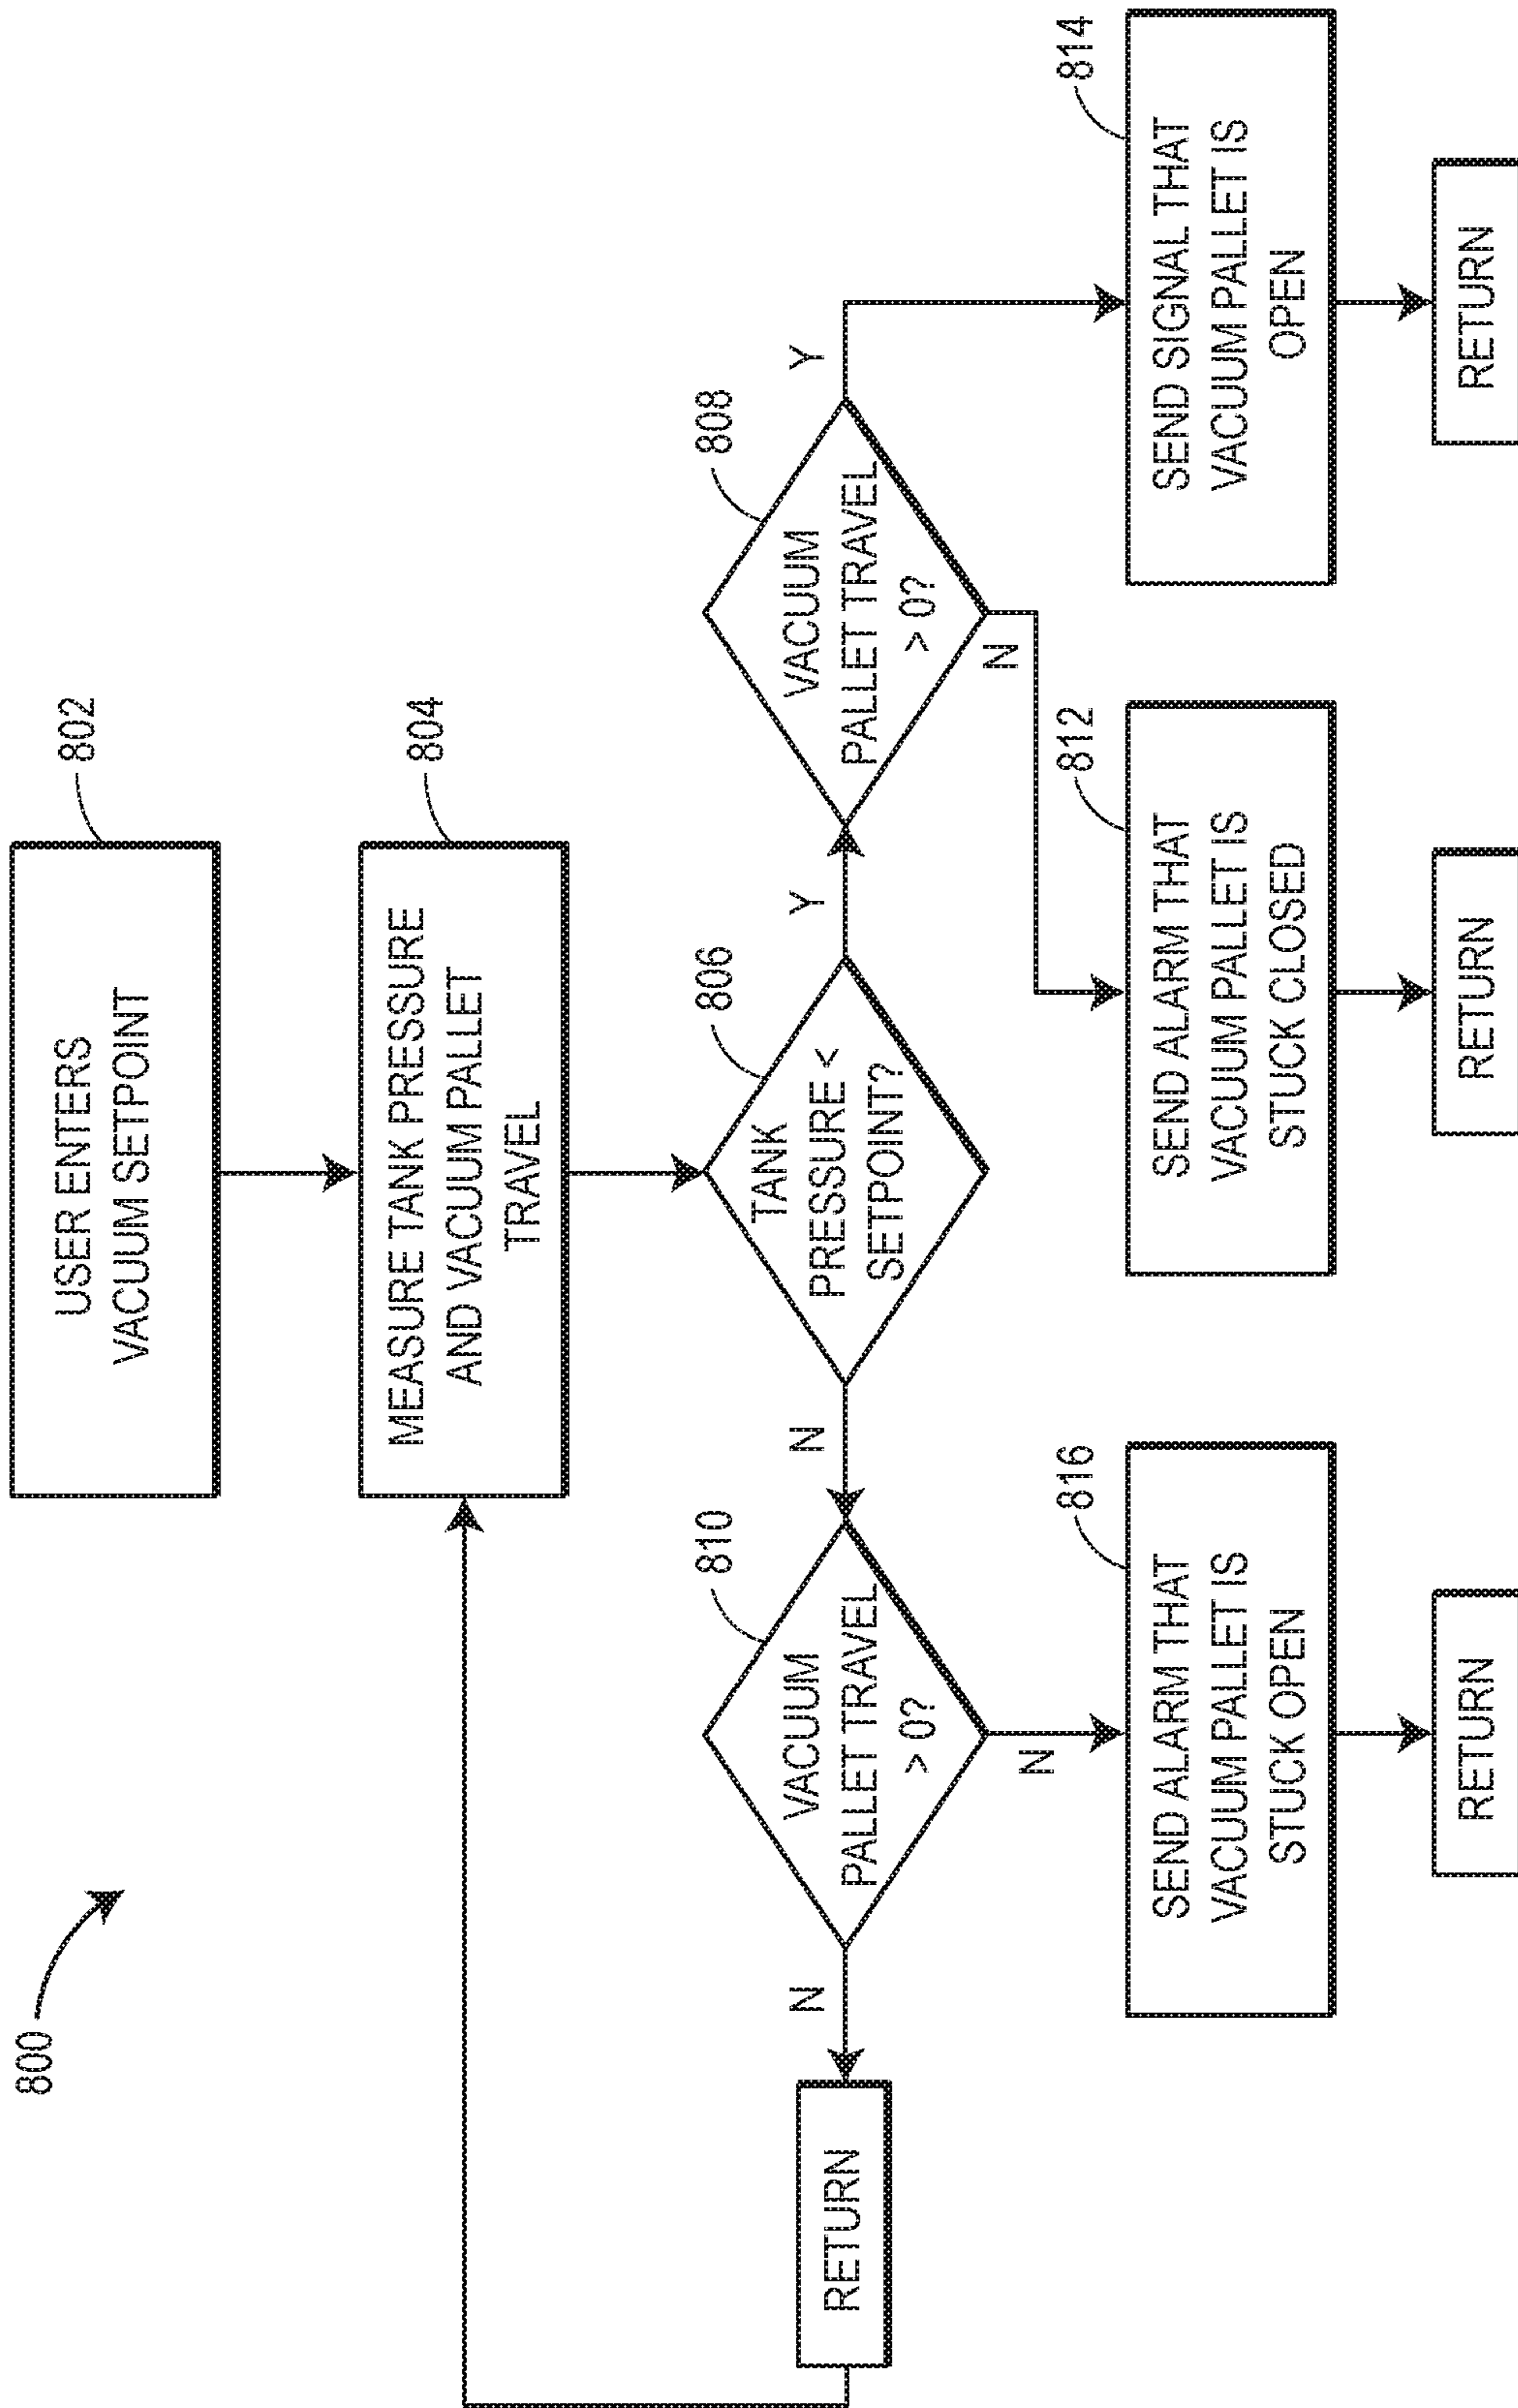 800
USER ENTERS
VACUUM SETPOINT
802
MEASURE TANK PRESSURE
AND VACUUM PALLET
TRAVEL
804
RETURN
N
VACUUM
PALLET TRAVEL
> 0?
810
N
N
TANK
PRESSURE <
SETPOINT?
806
Y
VACUUM
PALLET TRAVEL
> 0?
808
Y
N
SEND ALARM THAT
VACUUM PALLET IS
STUCK OPEN
816
SEND ALARM THAT
VACUUM PALLET IS
STUCK CLOSED
812
SEND SIGNAL THAT
VACUUM PALLET IS
OPEN
814
RETURN
RETURN
RETURN